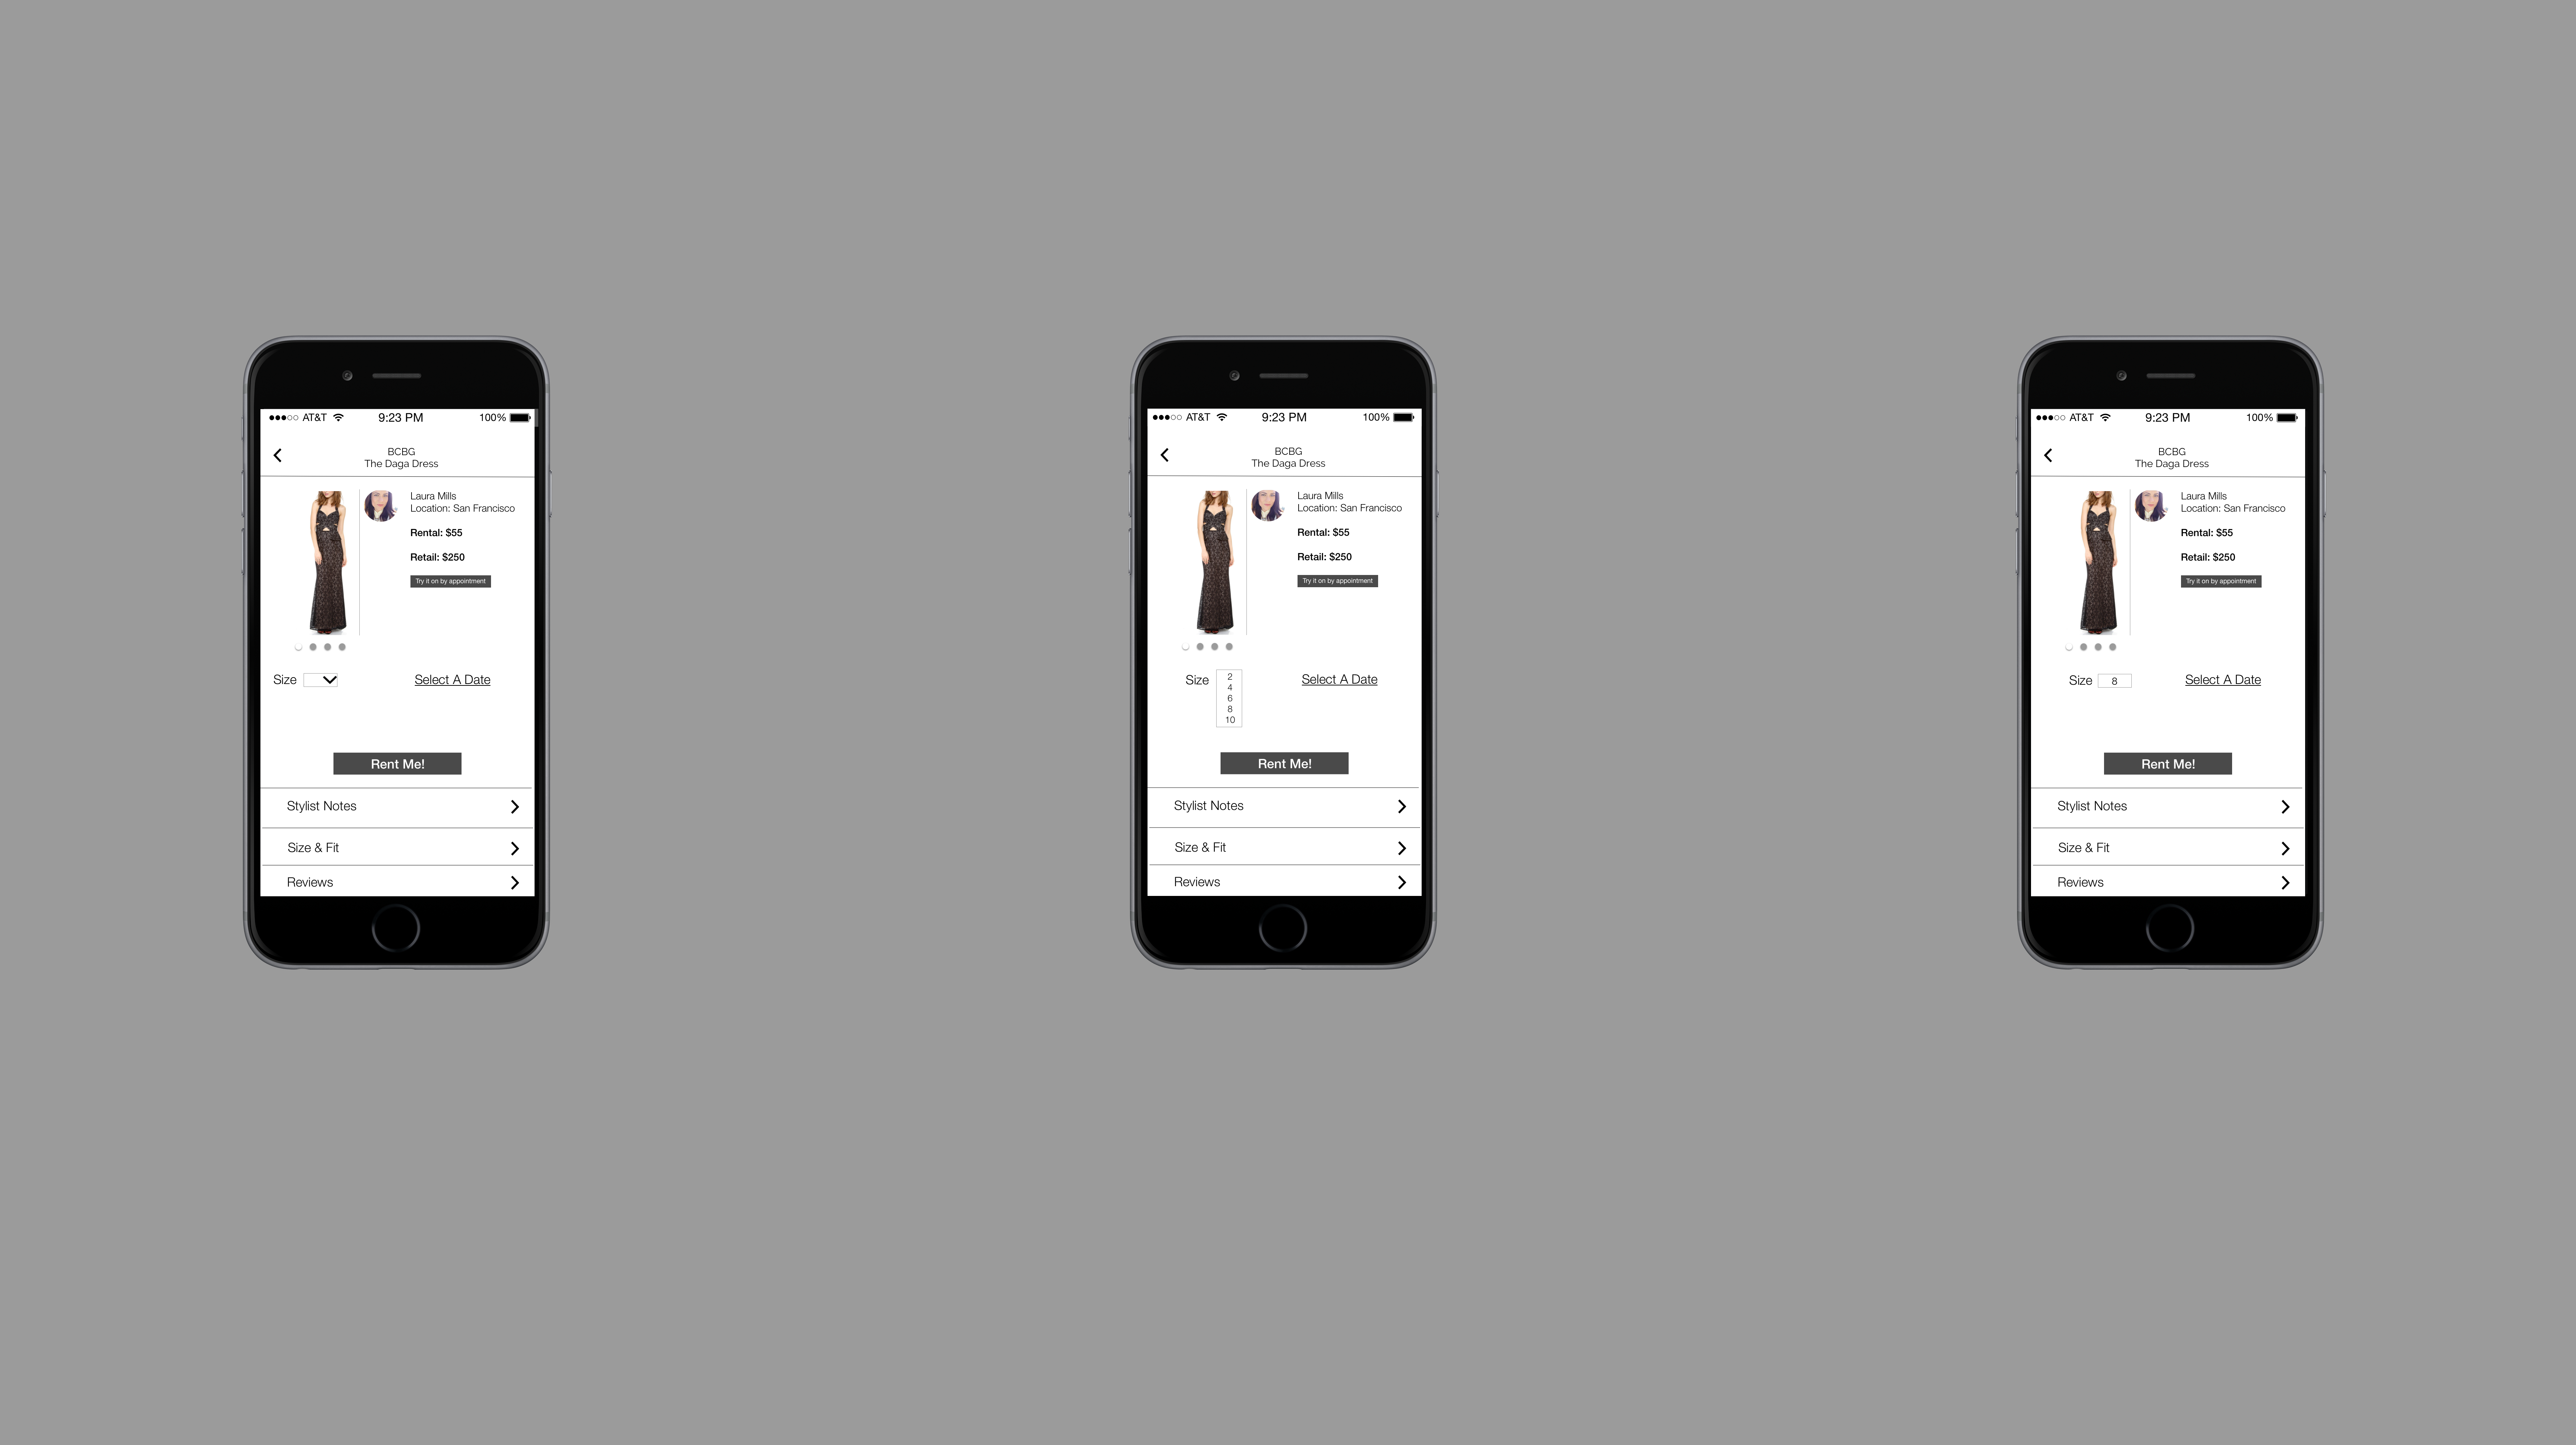 AT&T 9:23 PM 100%
BCBG
The Daga Dress
Laura Mills
Location: San Francisco
Rental: $55
Retail: $250
Try it on by appointment
Size Select A Date
Rent Me!
Stylist Notes
Size & Fit
Reviews
AT&T 9:23 PM 100%
BCBG
The Daga Dress
Laura Mills
Location: San Francisco
Rental: $55
Retail: $250
Try it on by appointment
Size Select A Date
2
4
6
8
10
Rent Me!
Stylist Notes
Size & Fit
Reviews
AT&T 9:23 PM 100%
BCBG
The Daga Dress
Laura Mills
Location: San Francisco
Rental: $55
Retail: $250
Try it on by appointment
Size 8 Select A Date
Rent Me!
Stylist Notes
Size & Fit
Reviews